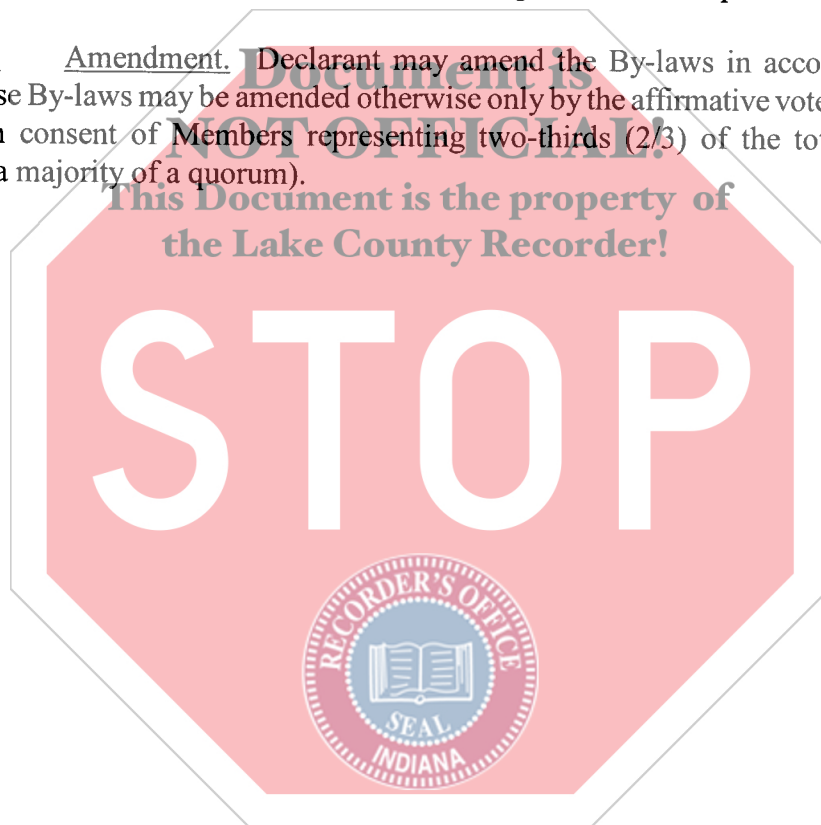 Amendment. Declarant may amend the By-laws in acco
se By-laws may be amended otherwise only by the affirmative vote
n consent of Members representing two-thirds (2/3) of the to
a majority of a quorum).
Document is
NOT OFFICIAL!
This Document is the property of
the Lake County Recorder!
STOP
RECORDER'S OFFICE
SEAL
INDIANA